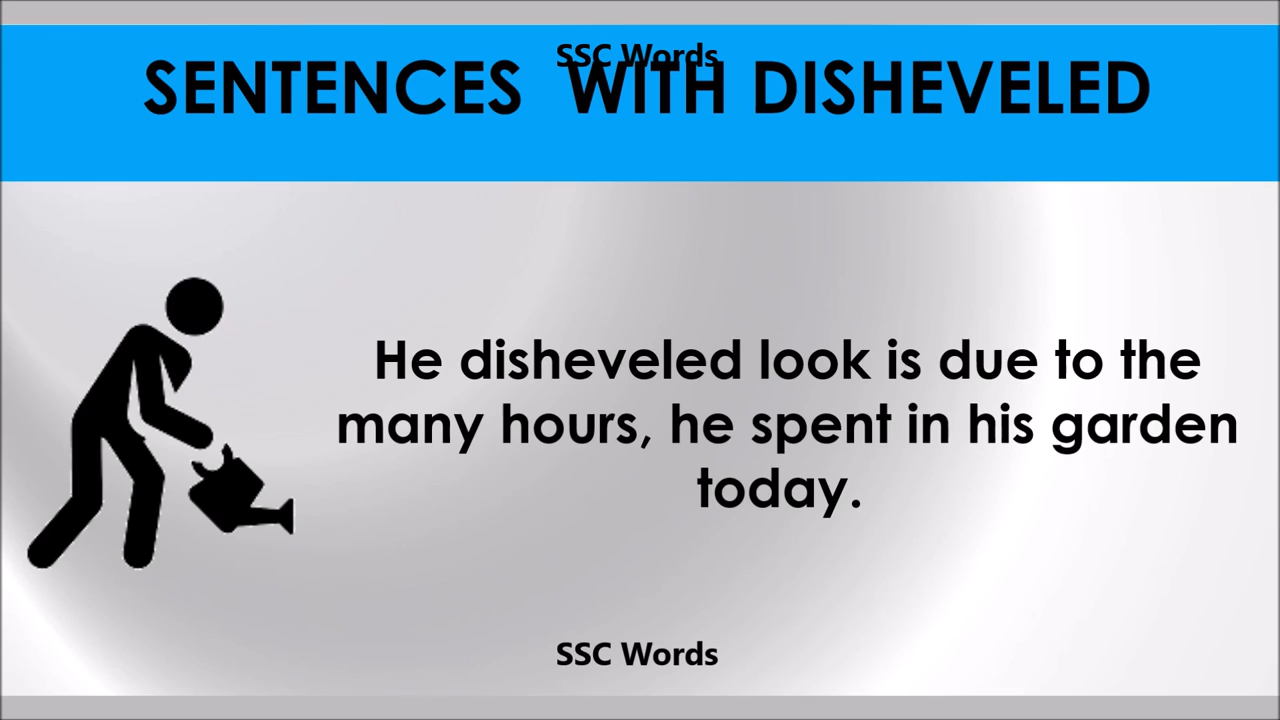 SSC Words
SENTENCES WITH DISHEVELED
He disheveled look is due to the
many hours, he spent in his garden
today.
SSC Words